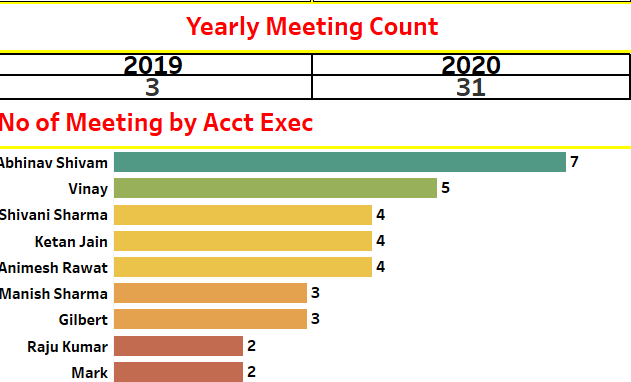 Yearly Meeting Count
2019 2020
3 31
No of Meeting by Acct Exec
Abhinav Shivam 7
Vinay 5
Shivani Sharma 4
Ketan Jain 4
Animesh Rawat 4
Manish Sharma 3
Gilbert 3
Raju Kumar 2
Mark 2